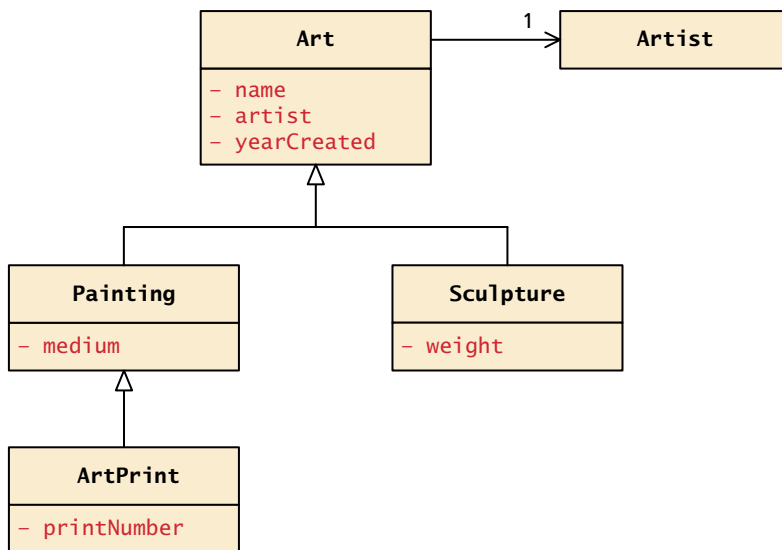 Art
1
Artist
– name
– artist
– yearCreated
Painting
– medium
Sculpture
– weight
ArtPrint
– printNumber